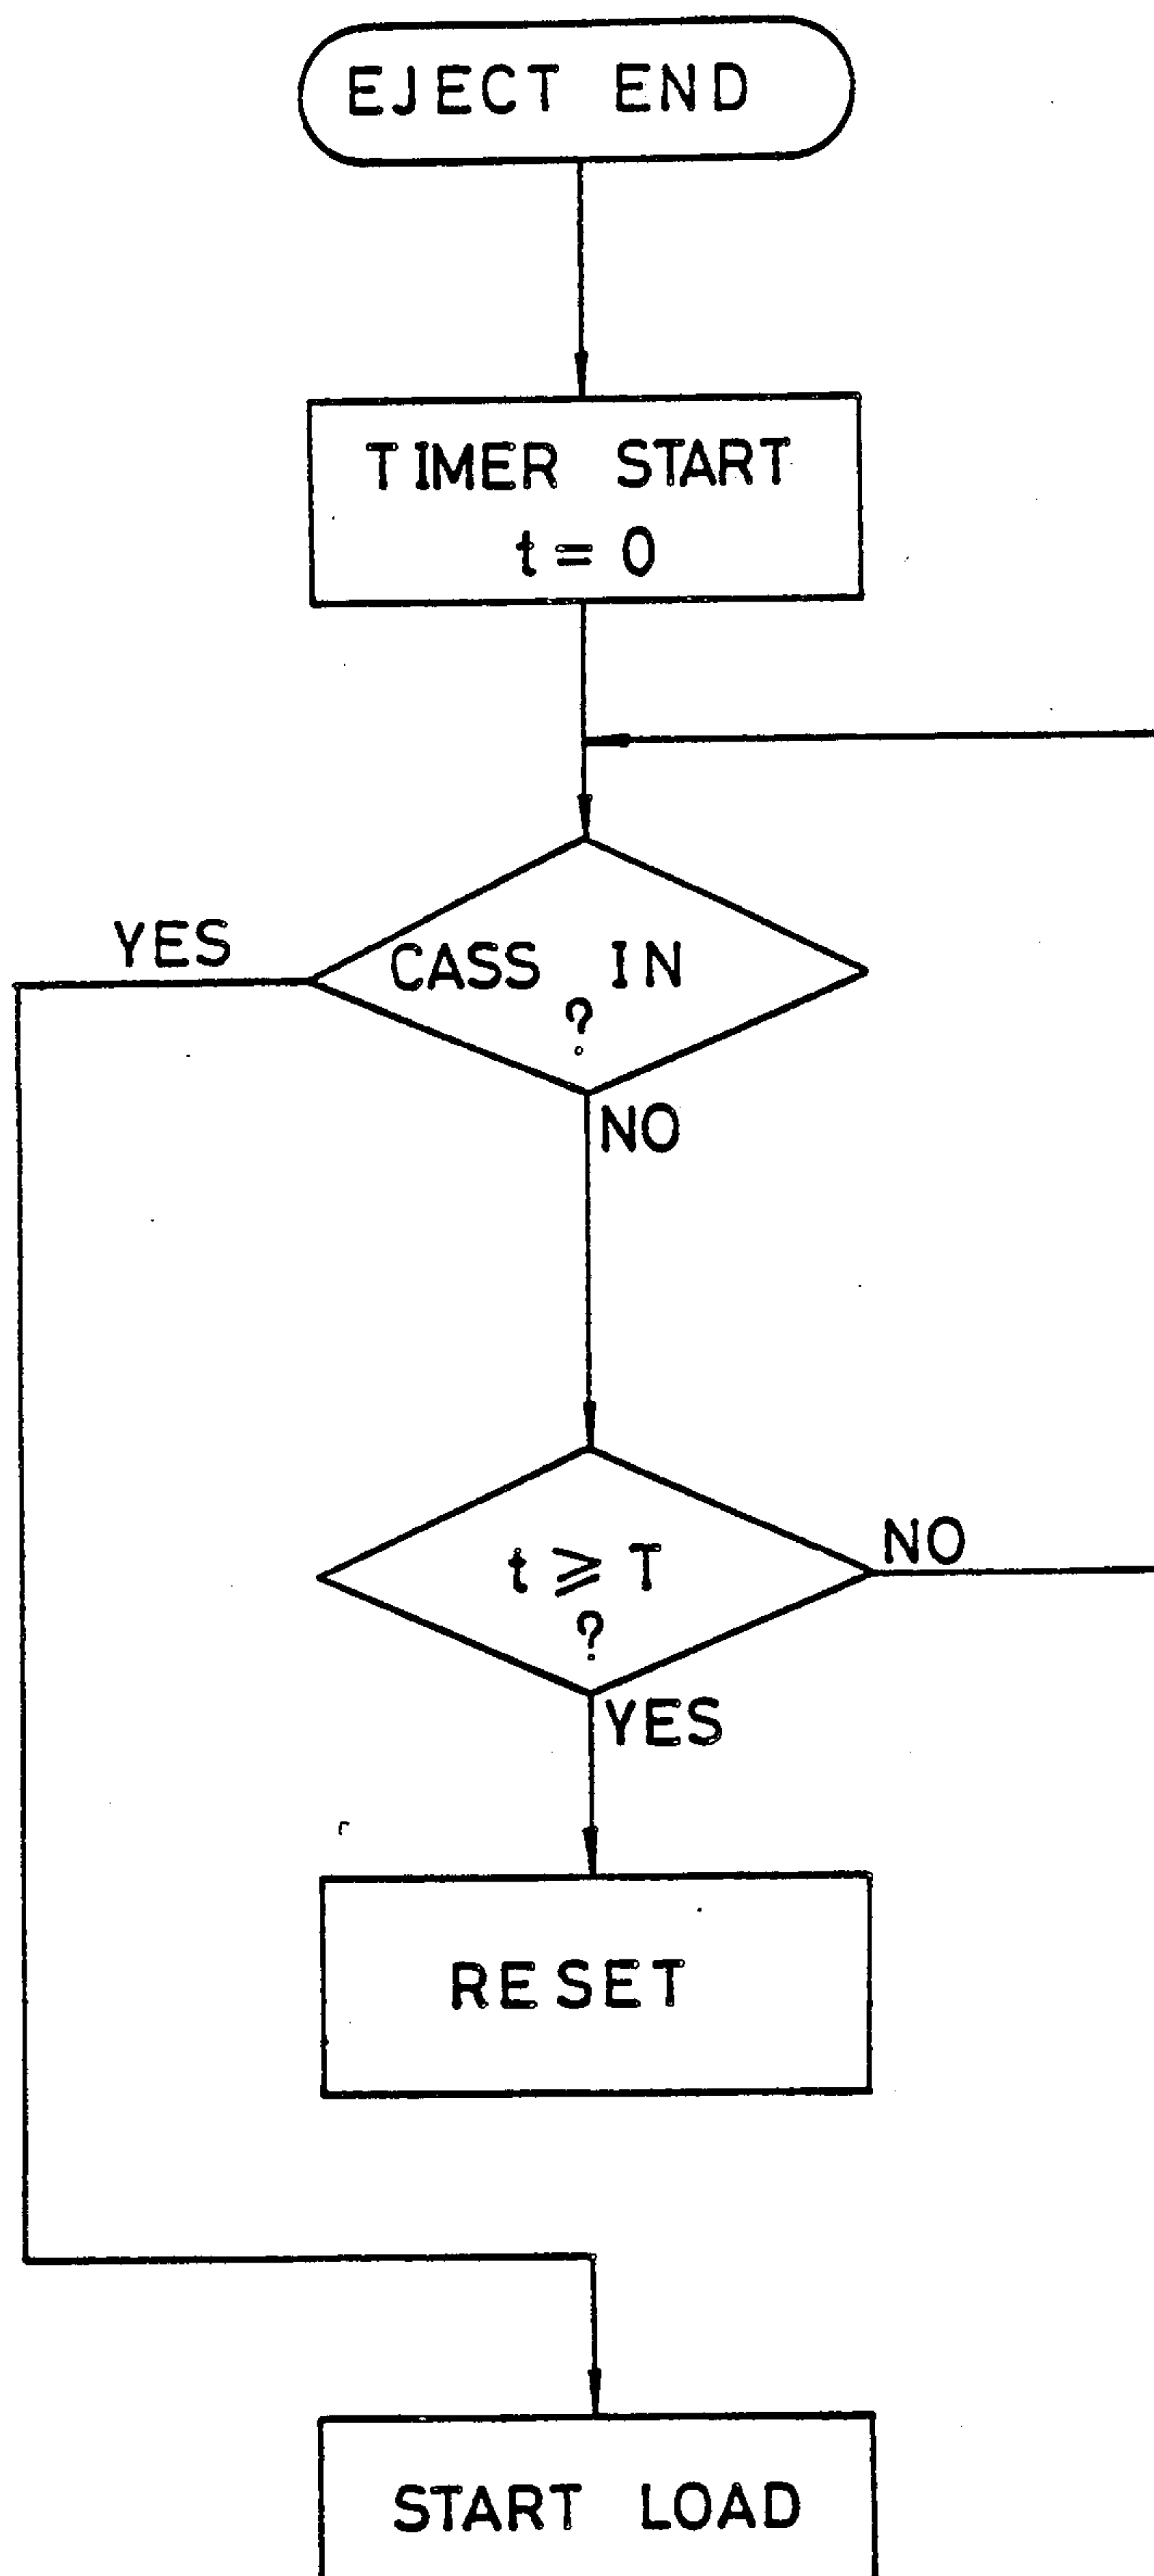 EJECT END
TIMER START
t = 0
YES
CASS IN
?
NO
t ⩾ T
?
NO
YES
RESET
START LOAD